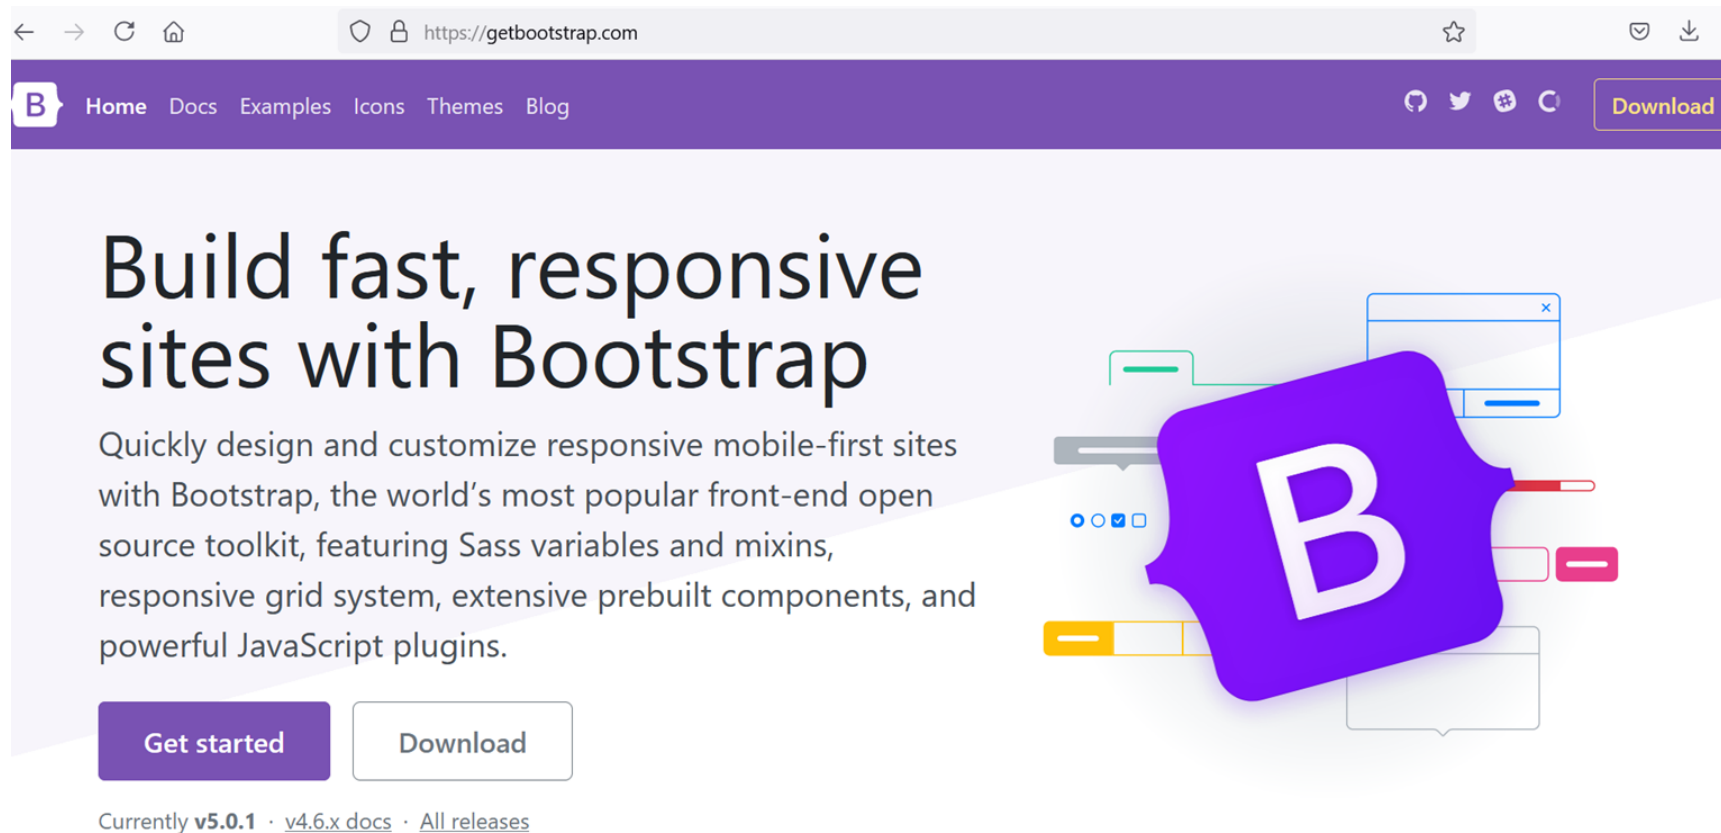 https://getbootstrap.com
B Home Docs Examples Icons Themes Blog Download
Build fast, responsive
sites with Bootstrap
Quickly design and customize responsive mobile-first sites
with Bootstrap, the world’s most popular front-end open
source toolkit, featuring Sass variables and mixins,
responsive grid system, extensive prebuilt components, and
powerful JavaScript plugins.
B
Get started Download
Currently v5.0.1 · v4.6.x docs · All releases